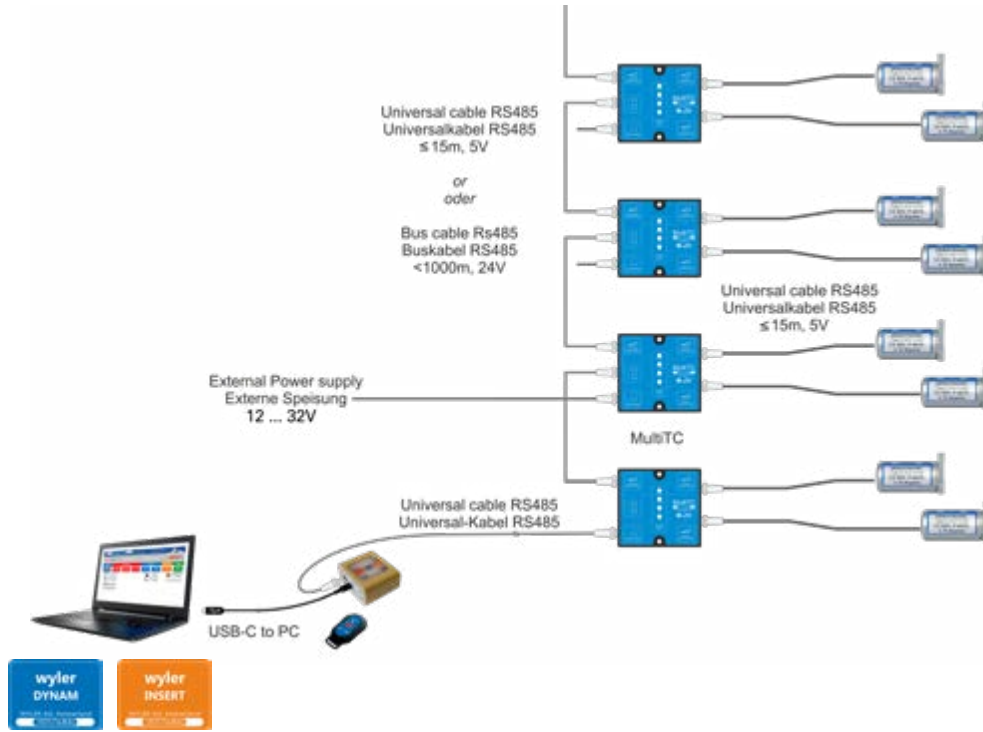 Universal cable RS485
Universalkabel RS485
≤15m, 5V
or
oder
Bus cable Rs485
Buskabel RS485
<1000m, 24V
Universal cable RS485
Universalkabel RS485
≤15m, 5V
External Power supply
Externe Speisung
12 ... 32V
MultiTC
Universal cable RS485
Universal-Kabel RS485
USB-C to PC
wyler
DYNAM
wyler
INSERT